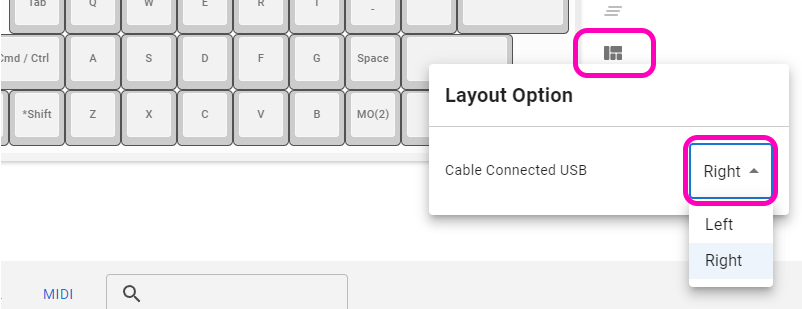 Tab Q W E R T -
Cmd / Ctrl A S D F G Space
*Shift Z X C V B MO(2)
Layout Option
Cable Connected USB
Right
Left
Right
MIDI